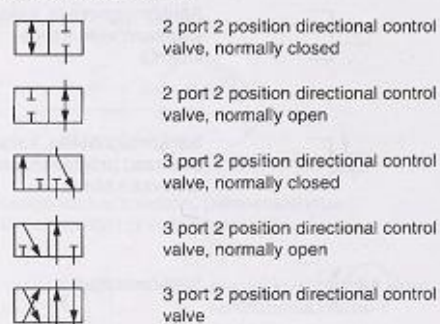 2 port 2 position directional control
valve, normally closed
2 port 2 position directional control
valve, normally open
3 port 2 position directional control
valve, normally closed
3 port 2 position directional control
valve, normally open
3 port 2 position directional control
valve